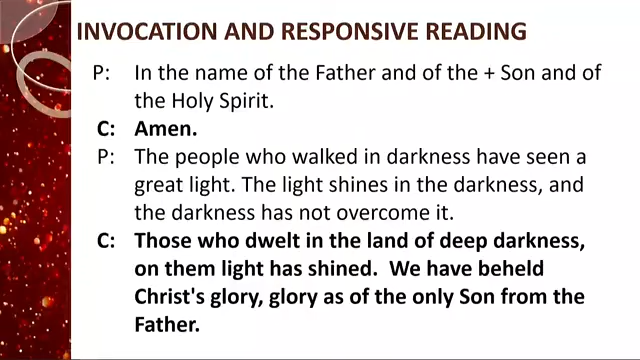 INVOCATION AND RESPONSIVE READING
P: In the name of the Father and of the + Son and of
the Holy Spirit.
C: Amen.
P: The people who walked in darkness have seen a
great light. The light shines in the darkness, and
the darkness has not overcome it.
C: Those who dwelt in the land of deep darkness,
on them light has shined. We have beheld
Christ's glory, glory as of the only Son from the
Father.